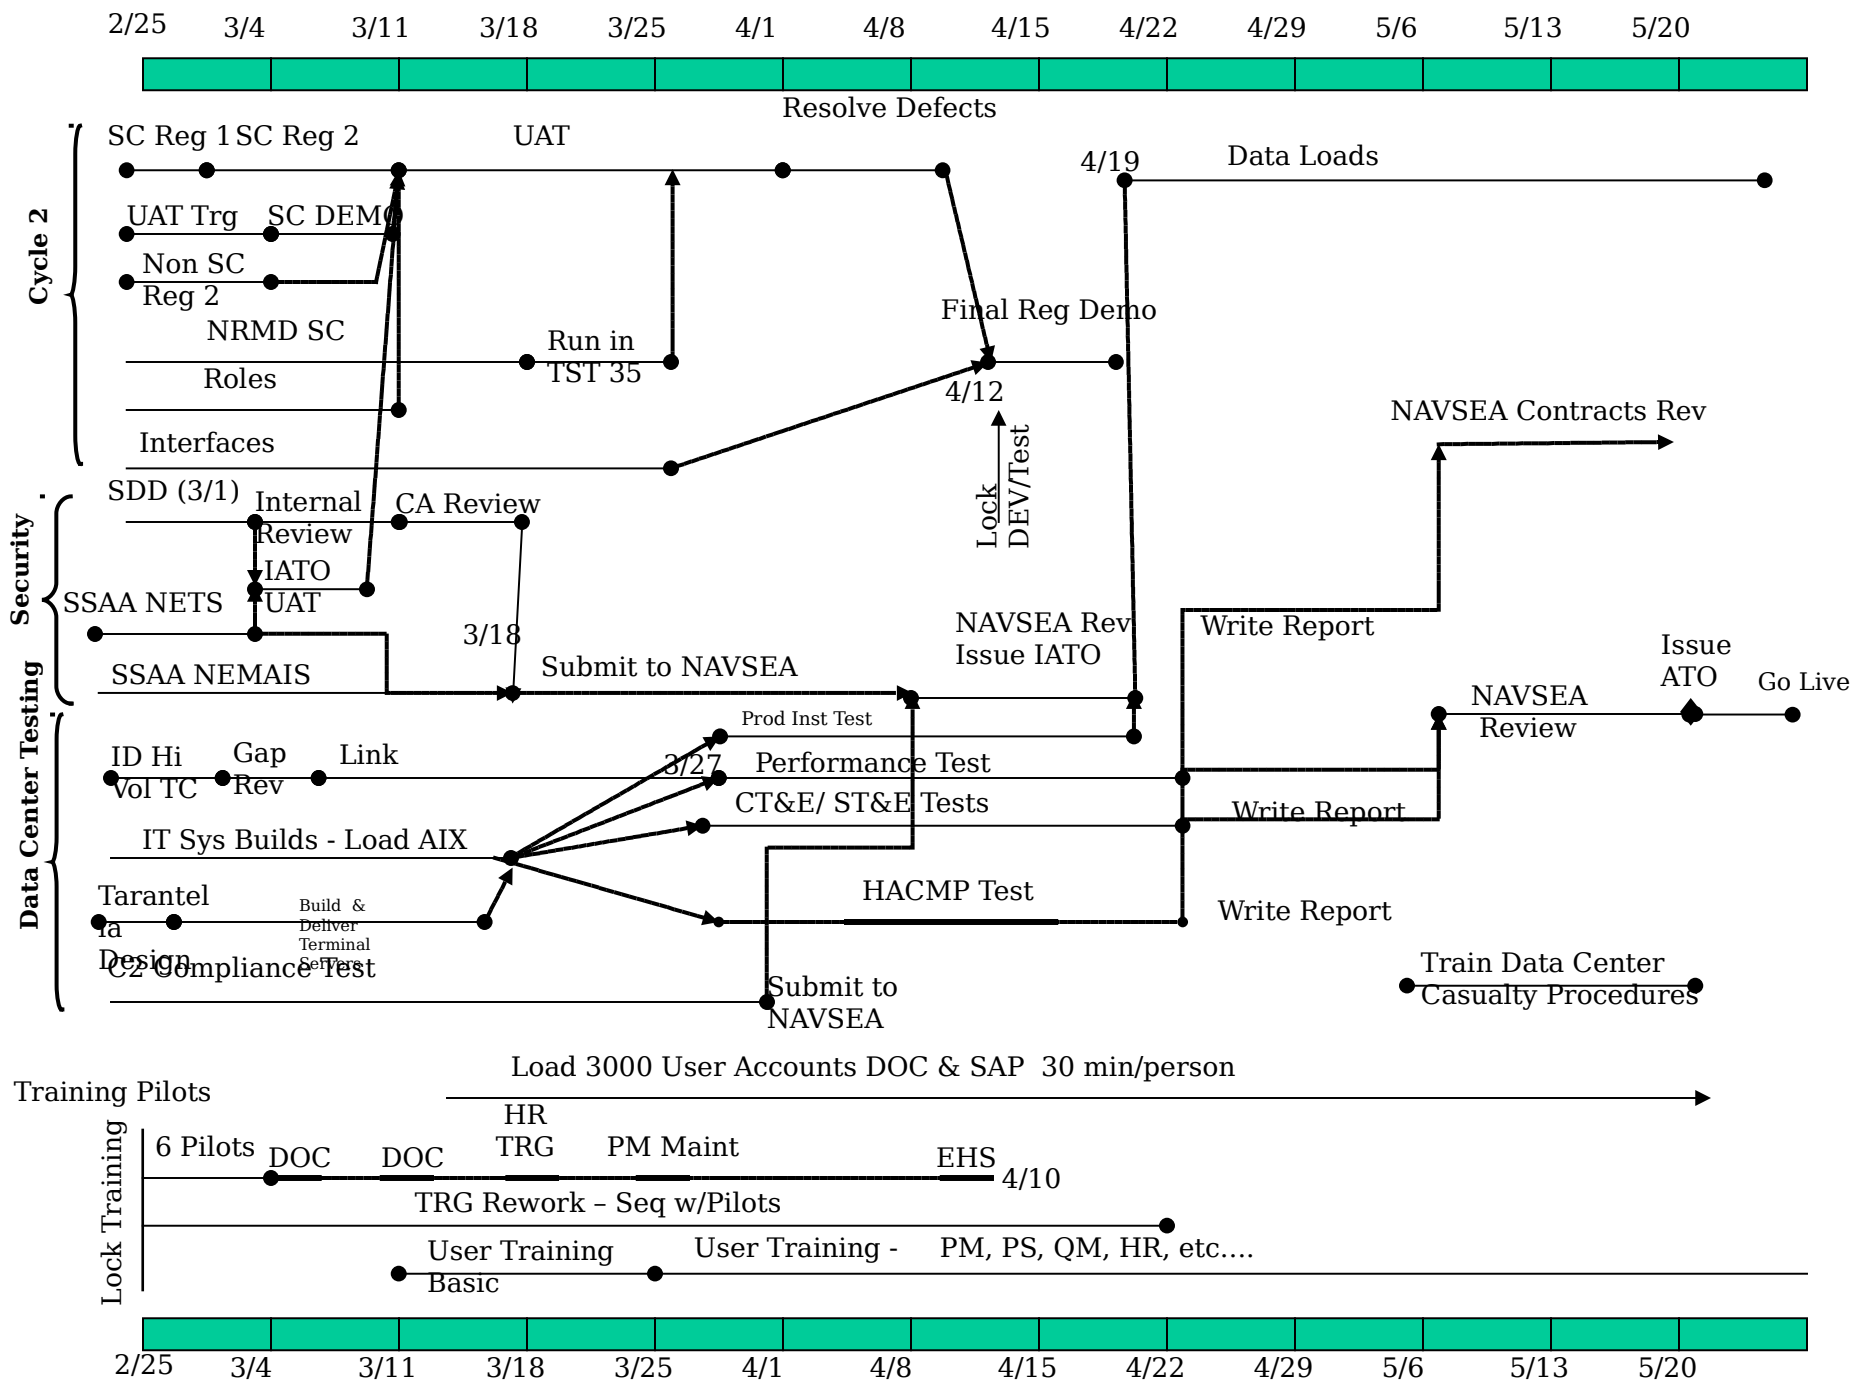 2/25 3/4 3/11 3/18 3/25 4/1 4/8 4/15 4/22 4/29 5/6 5/13 5/20
Resolve Defects
SC Reg 1 SC Reg 2 UAT
4/19 Data Loads
Cycle 2
UAT Trg SC DEMO
Non SC
Reg 2
NRMD SC
Final Reg Demo
Run in
TST 35
Roles
4/12
NAVSEA Contracts Rev
Interfaces
Lock
DEV/Test
Security
SDD (3/1)
Internal
Review
CA Review
IATO
UAT
SSAA NETS
3/18
NAVSEA Rev
Issue IATO
Write Report
SSAA NEMAIS
Submit to NAVSEA
Issue
ATO
Go Live
NAVSEA
Review
Data Center Testing
Prod Inst Test
ID Hi
Vol TC
Gap
Rev
Link
3/27
Performance Test
CT&E/ ST&E Tests
Write Report
IT Sys Builds - Load AIX
HACMP Test
Write Report
Tarantel
la
Design
Build &
Deliver
Terminal
Servers
C2 Compliance Test
Submit to
NAVSEA
Train Data Center
Casualty Procedures
Load 3000 User Accounts DOC & SAP 30 min/person
Training Pilots
Lock Training
6 Pilots
DOC
DOC
HR
TRG
PM Maint
EHS
4/10
TRG Rework – Seq w/Pilots
User Training
Basic
User Training - PM, PS, QM, HR, etc....
2/25 3/4 3/11 3/18 3/25 4/1 4/8 4/15 4/22 4/29 5/6 5/13 5/20